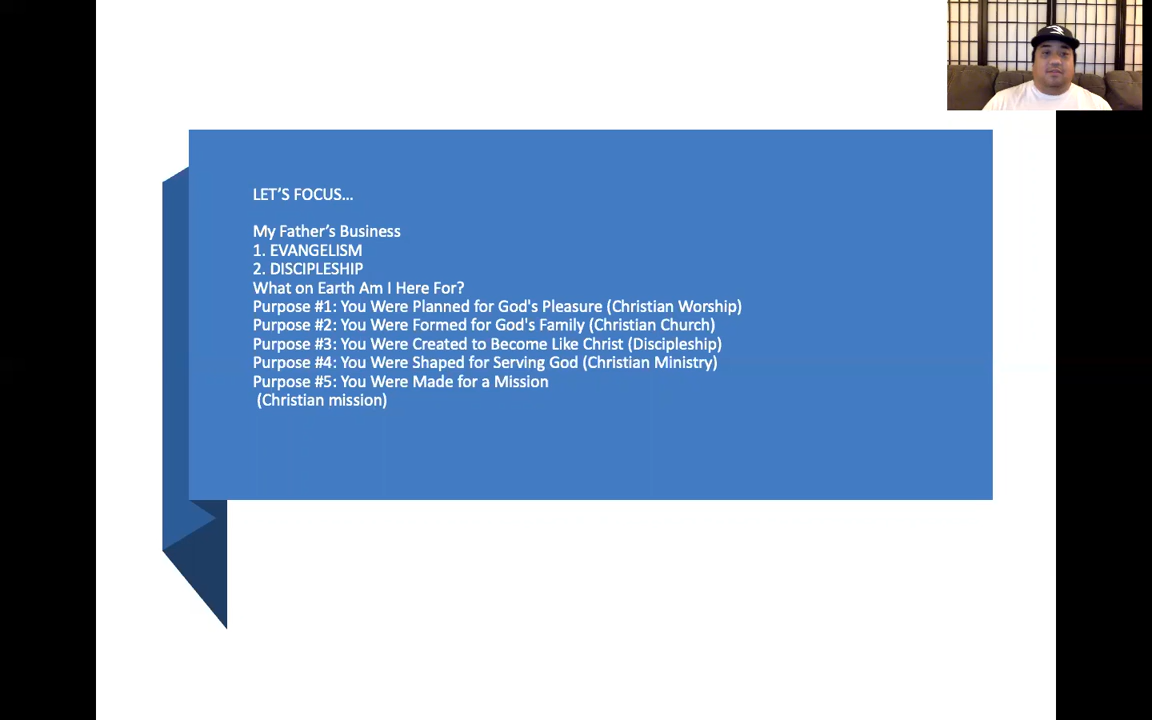 LET’S FOCUS...
My Father’s Business
1. EVANGELISM
2. DISCIPLESHIP
What on Earth Am I Here For?
Purpose #1: You Were Planned for God's Pleasure (Christian Worship)
Purpose #2: You Were Formed for God's Family (Christian Church)
Purpose #3: You Were Created to Become Like Christ (Discipleship)
Purpose #4: You Were Shaped for Serving God (Christian Ministry)
Purpose #5: You Were Made for a Mission
(Christian mission)